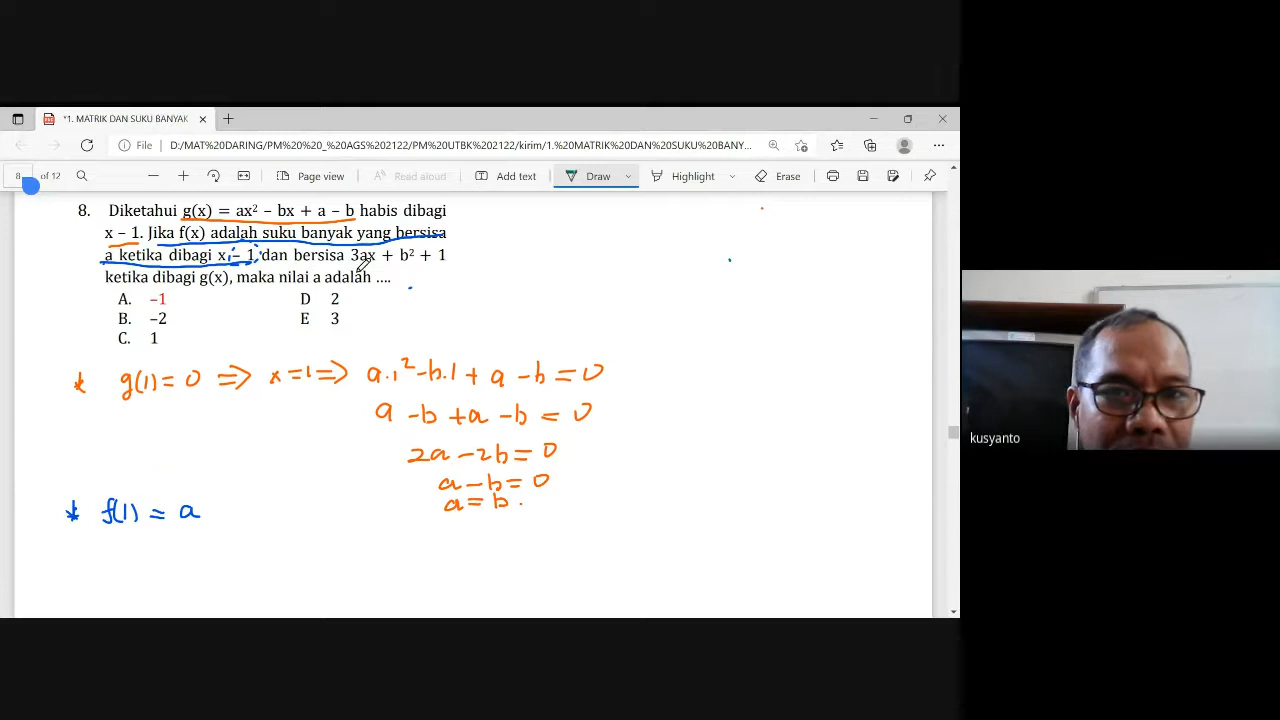 *1. MATRIK DAN SUKU BANYAK
File
D:/MAT%20DARING/PM%20%20_%20AGS%202122/PM%20UTBK%202122/kirim/1.%20MATRIK%20DAN%20SUKU%20BANY...
8 of 12 Page view Read aloud Add text Draw Highlight Erase
8. Diketahui g(x) = ax² – bx + a – b habis dibagi
x – 1. Jika f(x) adalah suku banyak yang bersisa
a ketika dibagi x – 1, dan bersisa 3ax + b² + 1
ketika dibagi g(x), maka nilai a adalah ....
A. –1 D 2
B. –2 E 3
C. 1
* g(1) = 0 => x = 1 => a.1² - b.1 + a - b = 0
a - b + a - b = 0
2a - 2b = 0
a - b = 0
a = b .
* f(1) = a
kusyanto